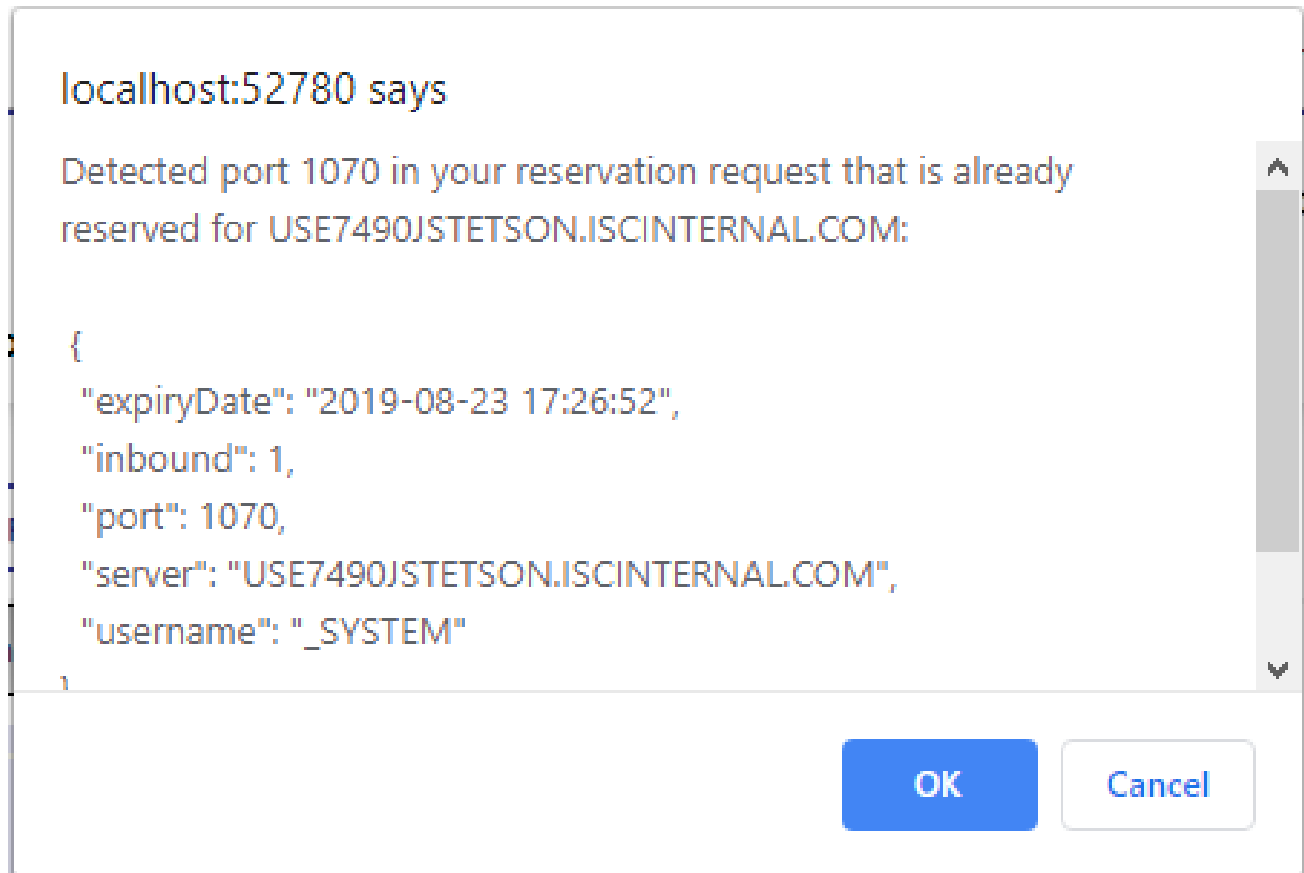 localhost:52780 says
Detected port 1070 in your reservation request that is already
reserved for USE7490JSTETSON.ISCINTERNAL.COM:
{
"expiryDate": "2019-08-23 17:26:52",
"inbound": 1,
"port": 1070,
"server": "USE7490JSTETSON.ISCINTERNAL.COM",
"username": "_SYSTEM"
}
OK
Cancel